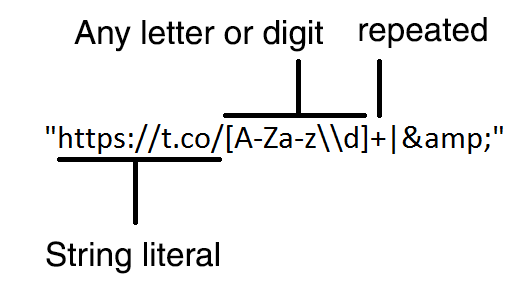 Any letter or digit repeated
"https://t.co/[A-Za-z\\d]+|&amp;"
String literal